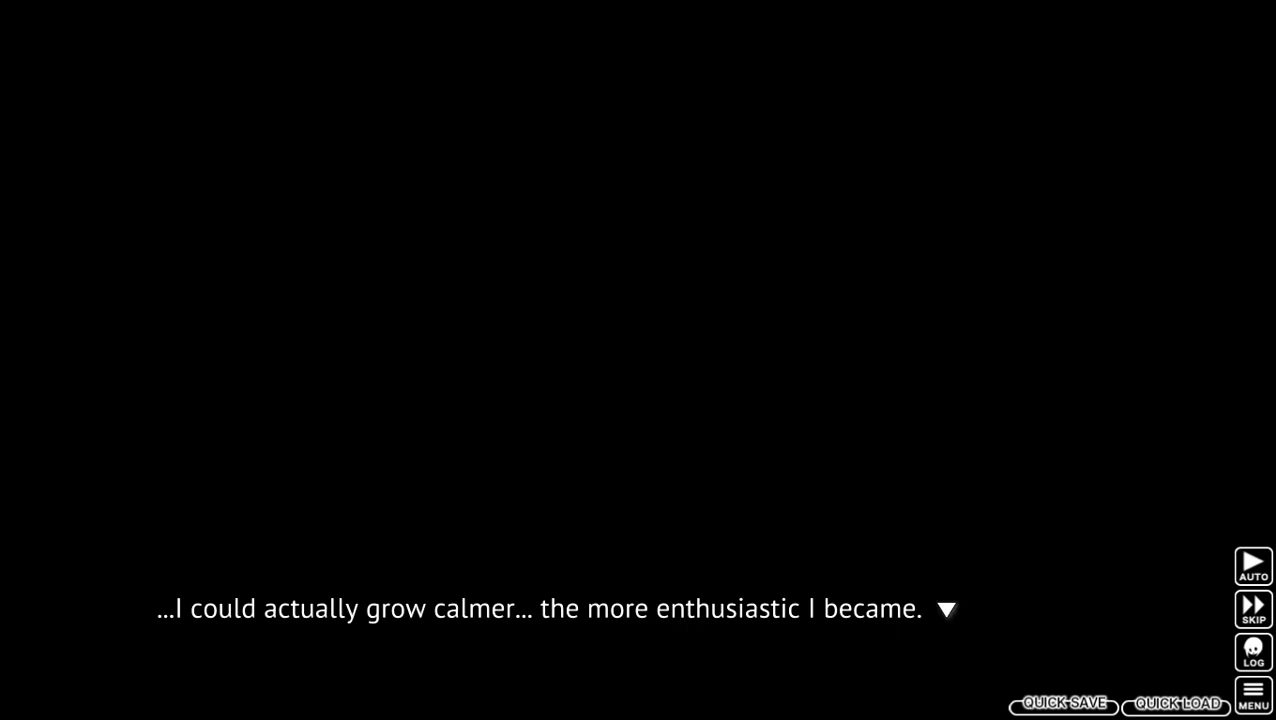 ...I could actually grow calmer... the more enthusiastic I became.
AUTO
SKIP
LOG
MENU
QUICK SAVE QUICK LOAD